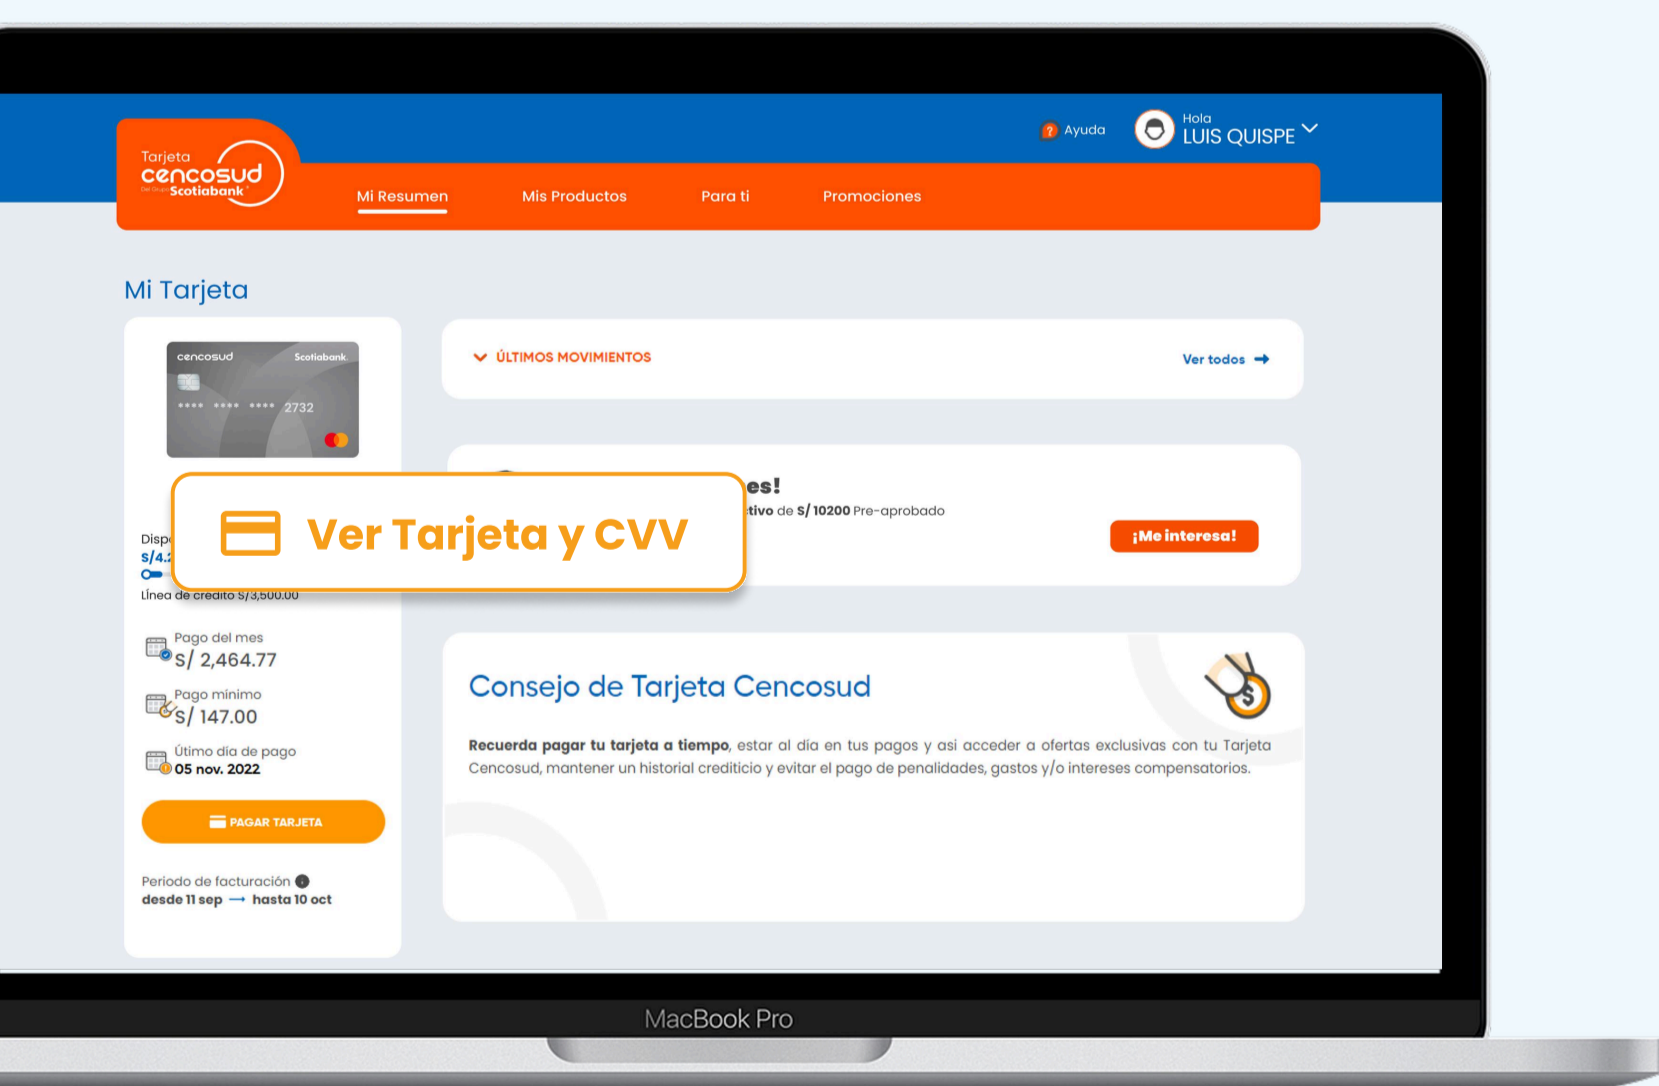 Ayuda
Hola
LUIS QUISPE
Tarjeta
cencosud
Scotiabank
Mi Resumen
Mis Productos
Para ti
Promociones
Mi Tarjeta
cencosud Scotiabank.
**** **** **** 2732
ÚLTIMOS MOVIMIENTOS
Ver todos
Ver Tarjeta y CVV
de S/ 10200 Pre-aprobado
¡Me interesa!
Línea de crédito S/3,500.00
Pago del mes
S/ 2,464.77
Pago mínimo
S/ 147.00
Útimo día de pago
05 nov. 2022
PAGAR TARJETA
Periodo de facturación
desde 11 sep → hasta 10 oct
Consejo de Tarjeta Cencosud
Recuerda pagar tu tarjeta a tiempo, estar al día en tus pagos y asi acceder a ofertas exclusivas con tu Tarjeta
Cencosud, mantener un historial crediticio y evitar el pago de penalidades, gastos y/o intereses compensatorios.
MacBook Pro